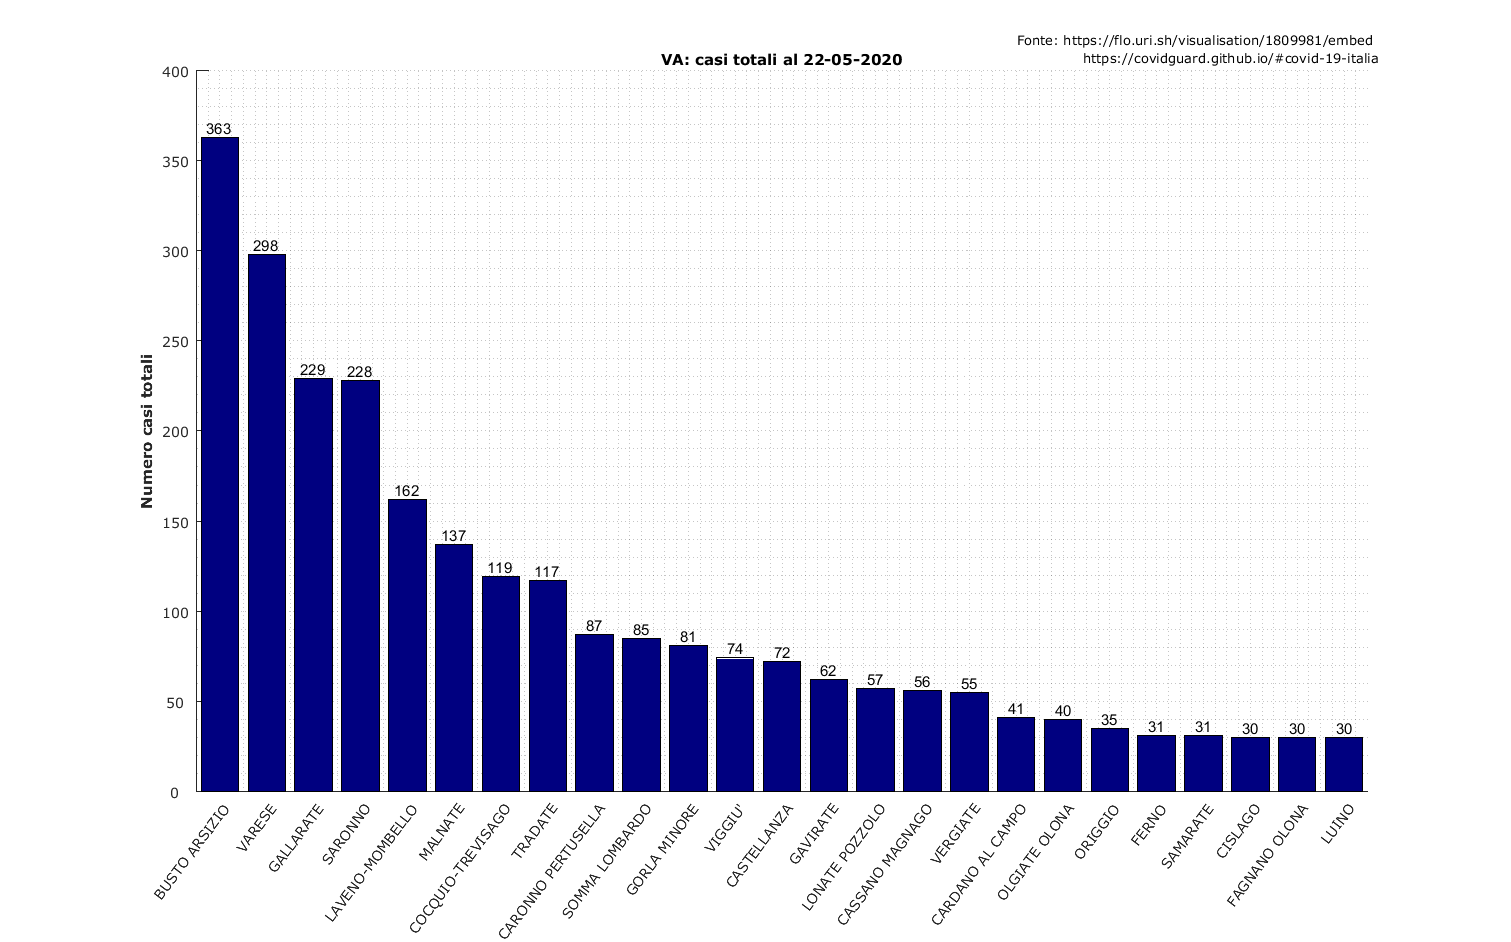 Fonte: https://flo.uri.sh/visualisation/1809981/embed
https://covidguard.github.io/#covid-19-italia
VA: casi totali al 22-05-2020
Numero casi totali
400
350
300
250
200
150
100
50
0
363
298
229
228
162
137
119
117
87
85
81
74
72
62
57
56
55
41
40
35
31
31
30
30
30
BUSTO ARSIZIO
VARESE
GALLARATE
SARONNO
LAVENO-MOMBELLO
MALNATE
COCQUIO-TREVISAGO
TRADATE
CARONNO PERTUSELLA
SOMMA LOMBARDO
GORLA MINORE
VIGGIU'
CASTELLANZA
GAVIRATE
LONATE POZZOLO
CASSANO MAGNAGO
VERGIATE
CARDANO AL CAMPO
OLGIATE OLONA
ORIGGIO
FERNO
SAMARATE
CISLAGO
FAGNANO OLONA
LUINO